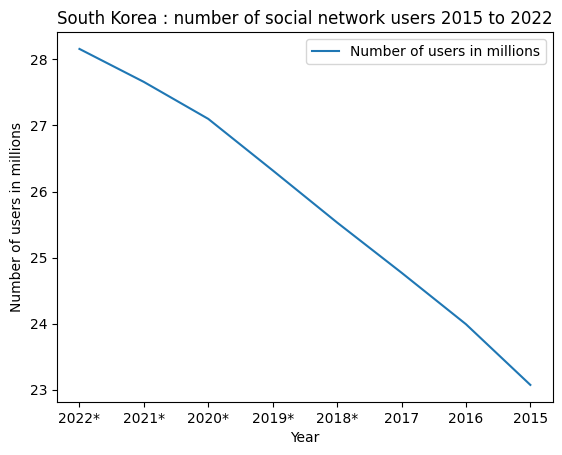 South Korea : number of social network users 2015 to 2022
Number of users in millions
Number of users in millions
28
27
26
25
24
23
2022* 2021* 2020* 2019* 2018* 2017 2016 2015
Year